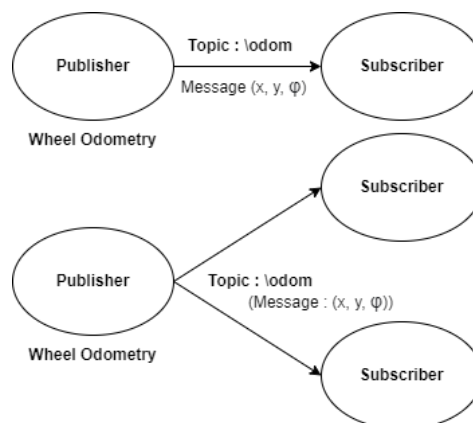 Topic : \odom
Publisher
Subscriber
Message (x, y, φ)
Wheel Odometry
Subscriber
Publisher
Topic : \odom
(Message : (x, y, φ))
Wheel Odometry
Subscriber